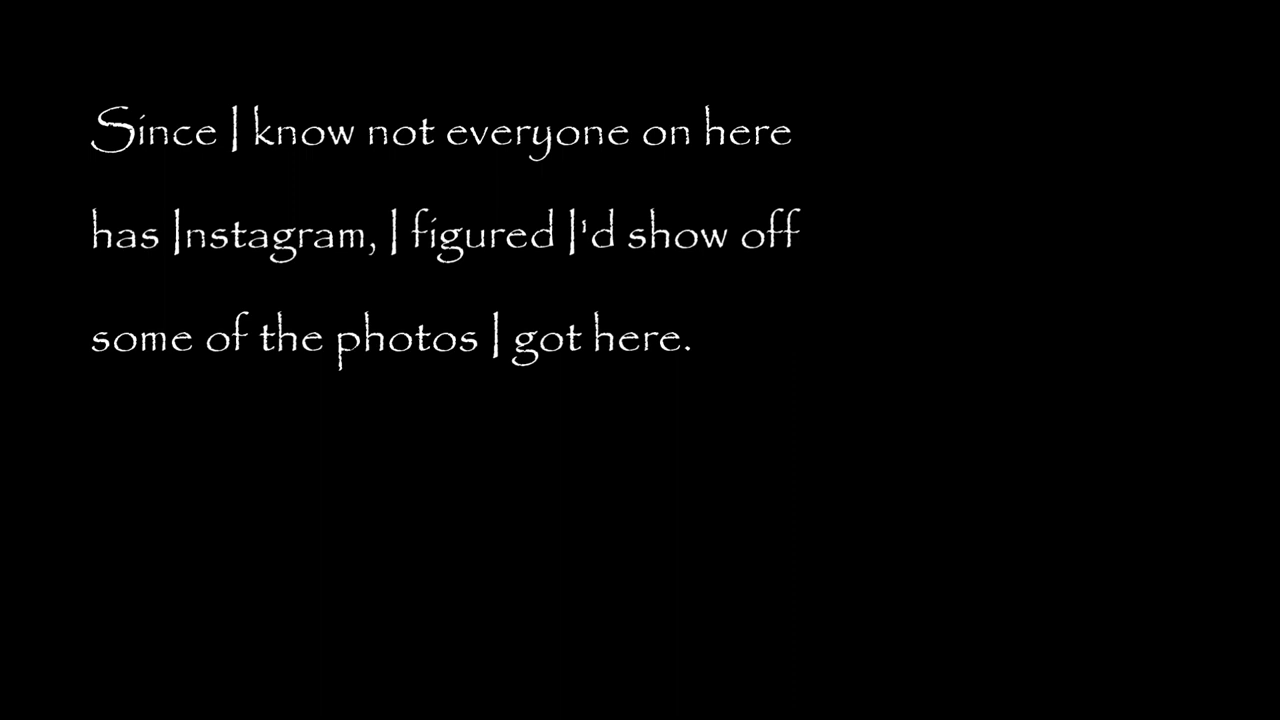 Since I know not everyone on here
has Instagram, I figured I'd show off
some of the photos I got here.